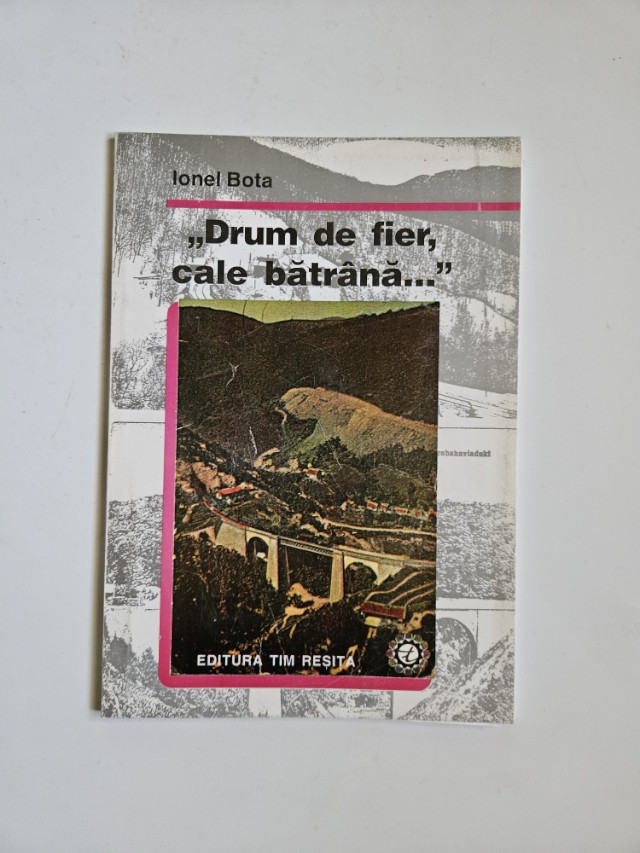 Ionel Bota
„Drum de fier,
cale bătrână...”
EDITURA TIM REȘIȚA